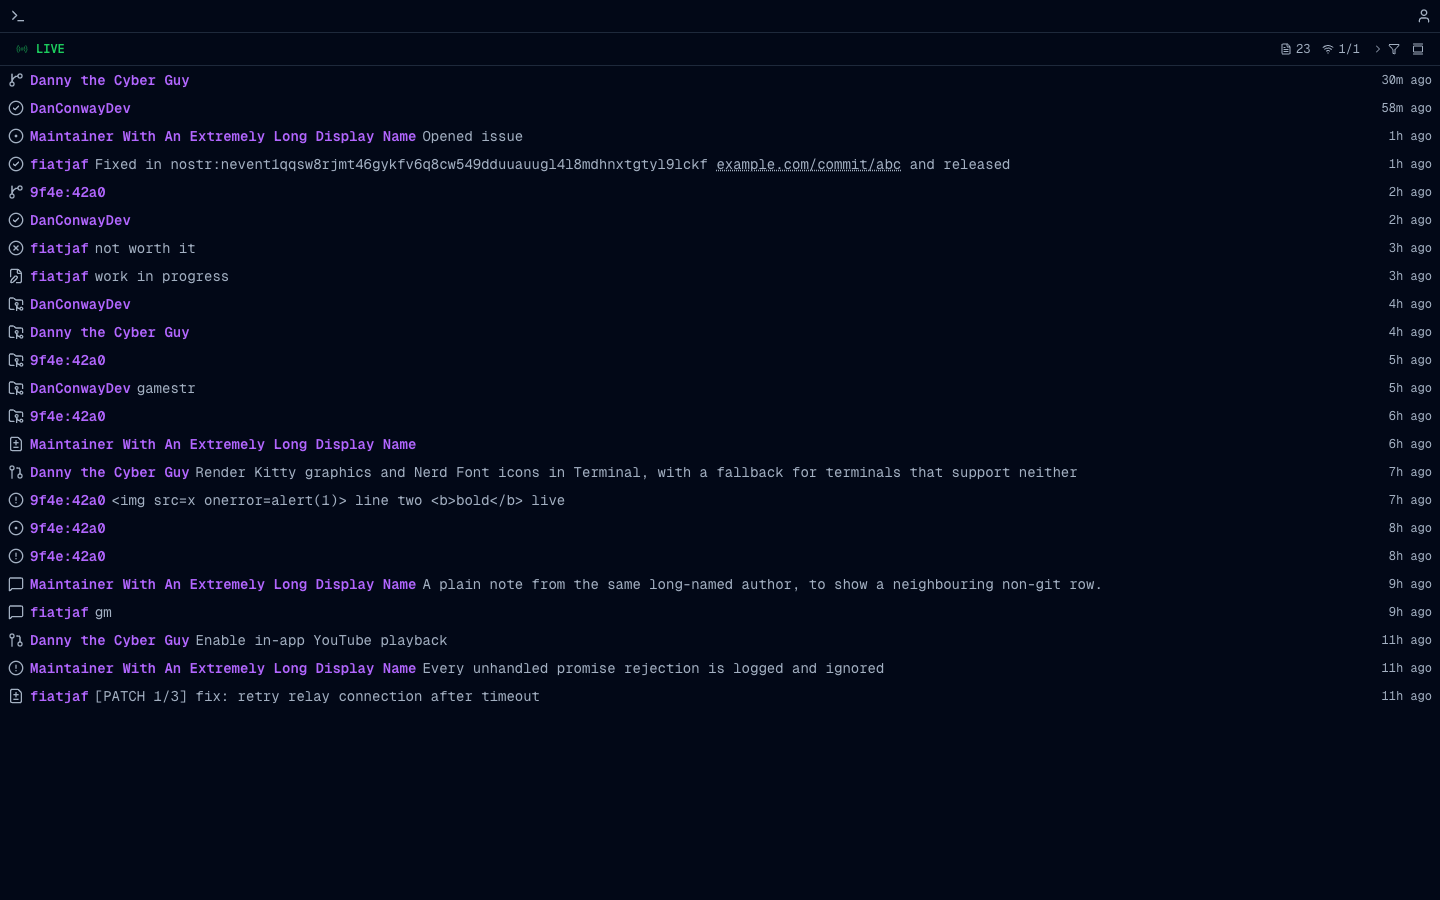 LIVE 23 1/1
Danny the Cyber Guy 30m ago
DanConwayDev 58m ago
Maintainer With An Extremely Long Display Name Opened issue 1h ago
fiatjaf Fixed in nostr:nevent1qqsw8rjmt46gykfv6q8cw549dduuauugl4l8mdhnxtgtyl9lckf example.com/commit/abc and released 1h ago
9f4e:42a0 2h ago
DanConwayDev 2h ago
fiatjaf not worth it 3h ago
fiatjaf work in progress 3h ago
DanConwayDev 4h ago
Danny the Cyber Guy 4h ago
9f4e:42a0 5h ago
DanConwayDev gamestr 5h ago
9f4e:42a0 6h ago
Maintainer With An Extremely Long Display Name 6h ago
Danny the Cyber Guy Render Kitty graphics and Nerd Font icons in Terminal, with a fallback for terminals that support neither 7h ago
9f4e:42a0 <img src=x onerror=alert(1)> line two <b>bold</b> live 7h ago
9f4e:42a0 8h ago
9f4e:42a0 8h ago
Maintainer With An Extremely Long Display Name A plain note from the same long-named author, to show a neighbouring non-git row. 9h ago
fiatjaf gm 9h ago
Danny the Cyber Guy Enable in-app YouTube playback 11h ago
Maintainer With An Extremely Long Display Name Every unhandled promise rejection is logged and ignored 11h ago
fiatjaf [PATCH 1/3] fix: retry relay connection after timeout 11h ago